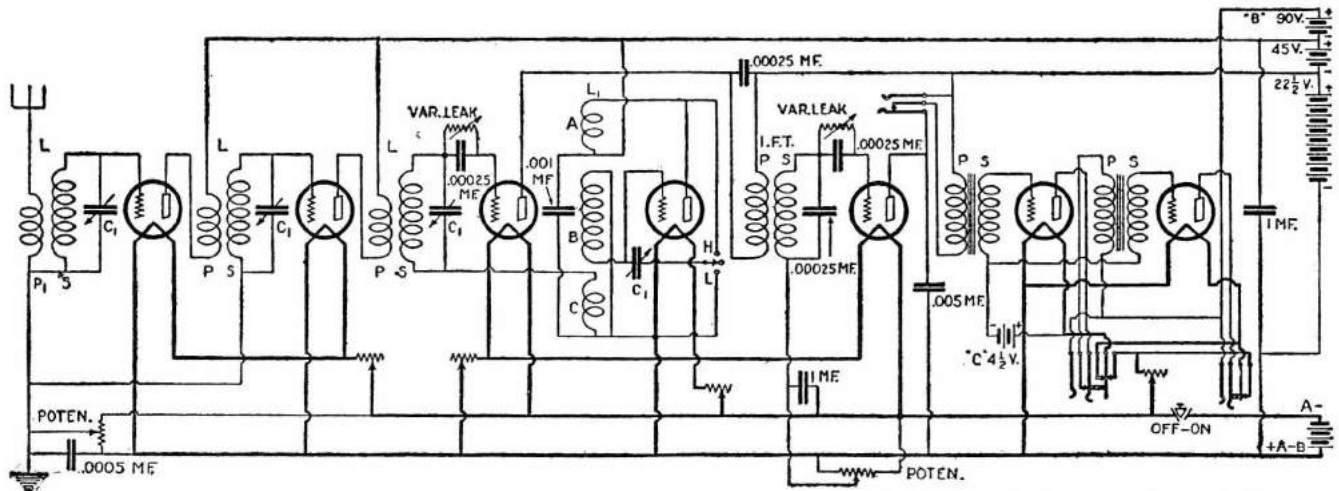 "B" 90V.
+
-
+
45V.
-
22½ V.
+
-
.00025 MF.
L₁
VAR. LEAK
A
VAR. LEAK
L
L
L
.00025 MF.
.001 MF
I.F.T.
P S
.00025 MF.
P S
P S
C₁
C₁
C₁
B
H
L
C₁
1 MF.
P₁ S
P S
P S
C
.00025 MF.
.005 MF.
- +
"C" 4½ V.
1 MF.
POTEN.
A-
OFF-ON
+A-B
.0005 MF.
POTEN.